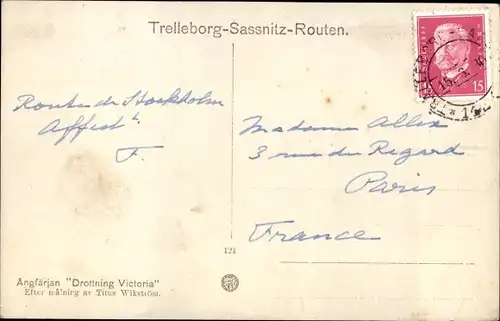 Trelleborg-Sassnitz-Routen.
15
Route de Stockholm
Affect.
F.
Madame Allex
3 rue du Regard
Paris
France
121
Ångfärjan "Drottning Victoria"
Efter målning av Titus Wikström.